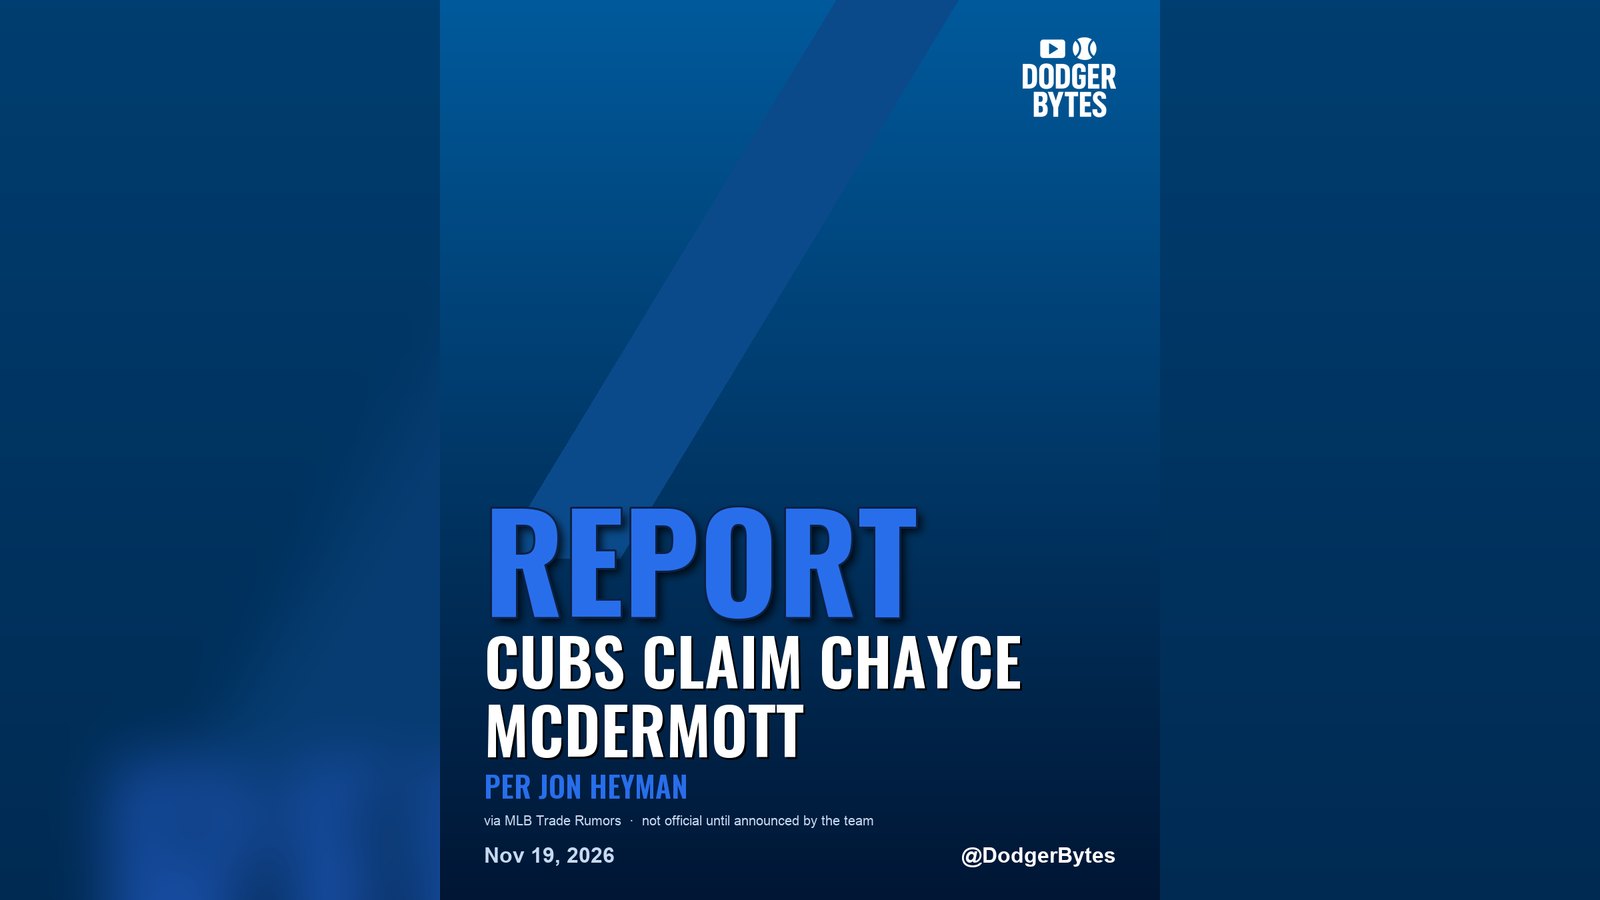 DODGER
BYTES
REPORT
CUBS CLAIM CHAYCE
MCDERMOTT
PER JON HEYMAN
via MLB Trade Rumors · not official until announced by the team
Nov 19, 2026
@DodgerBytes